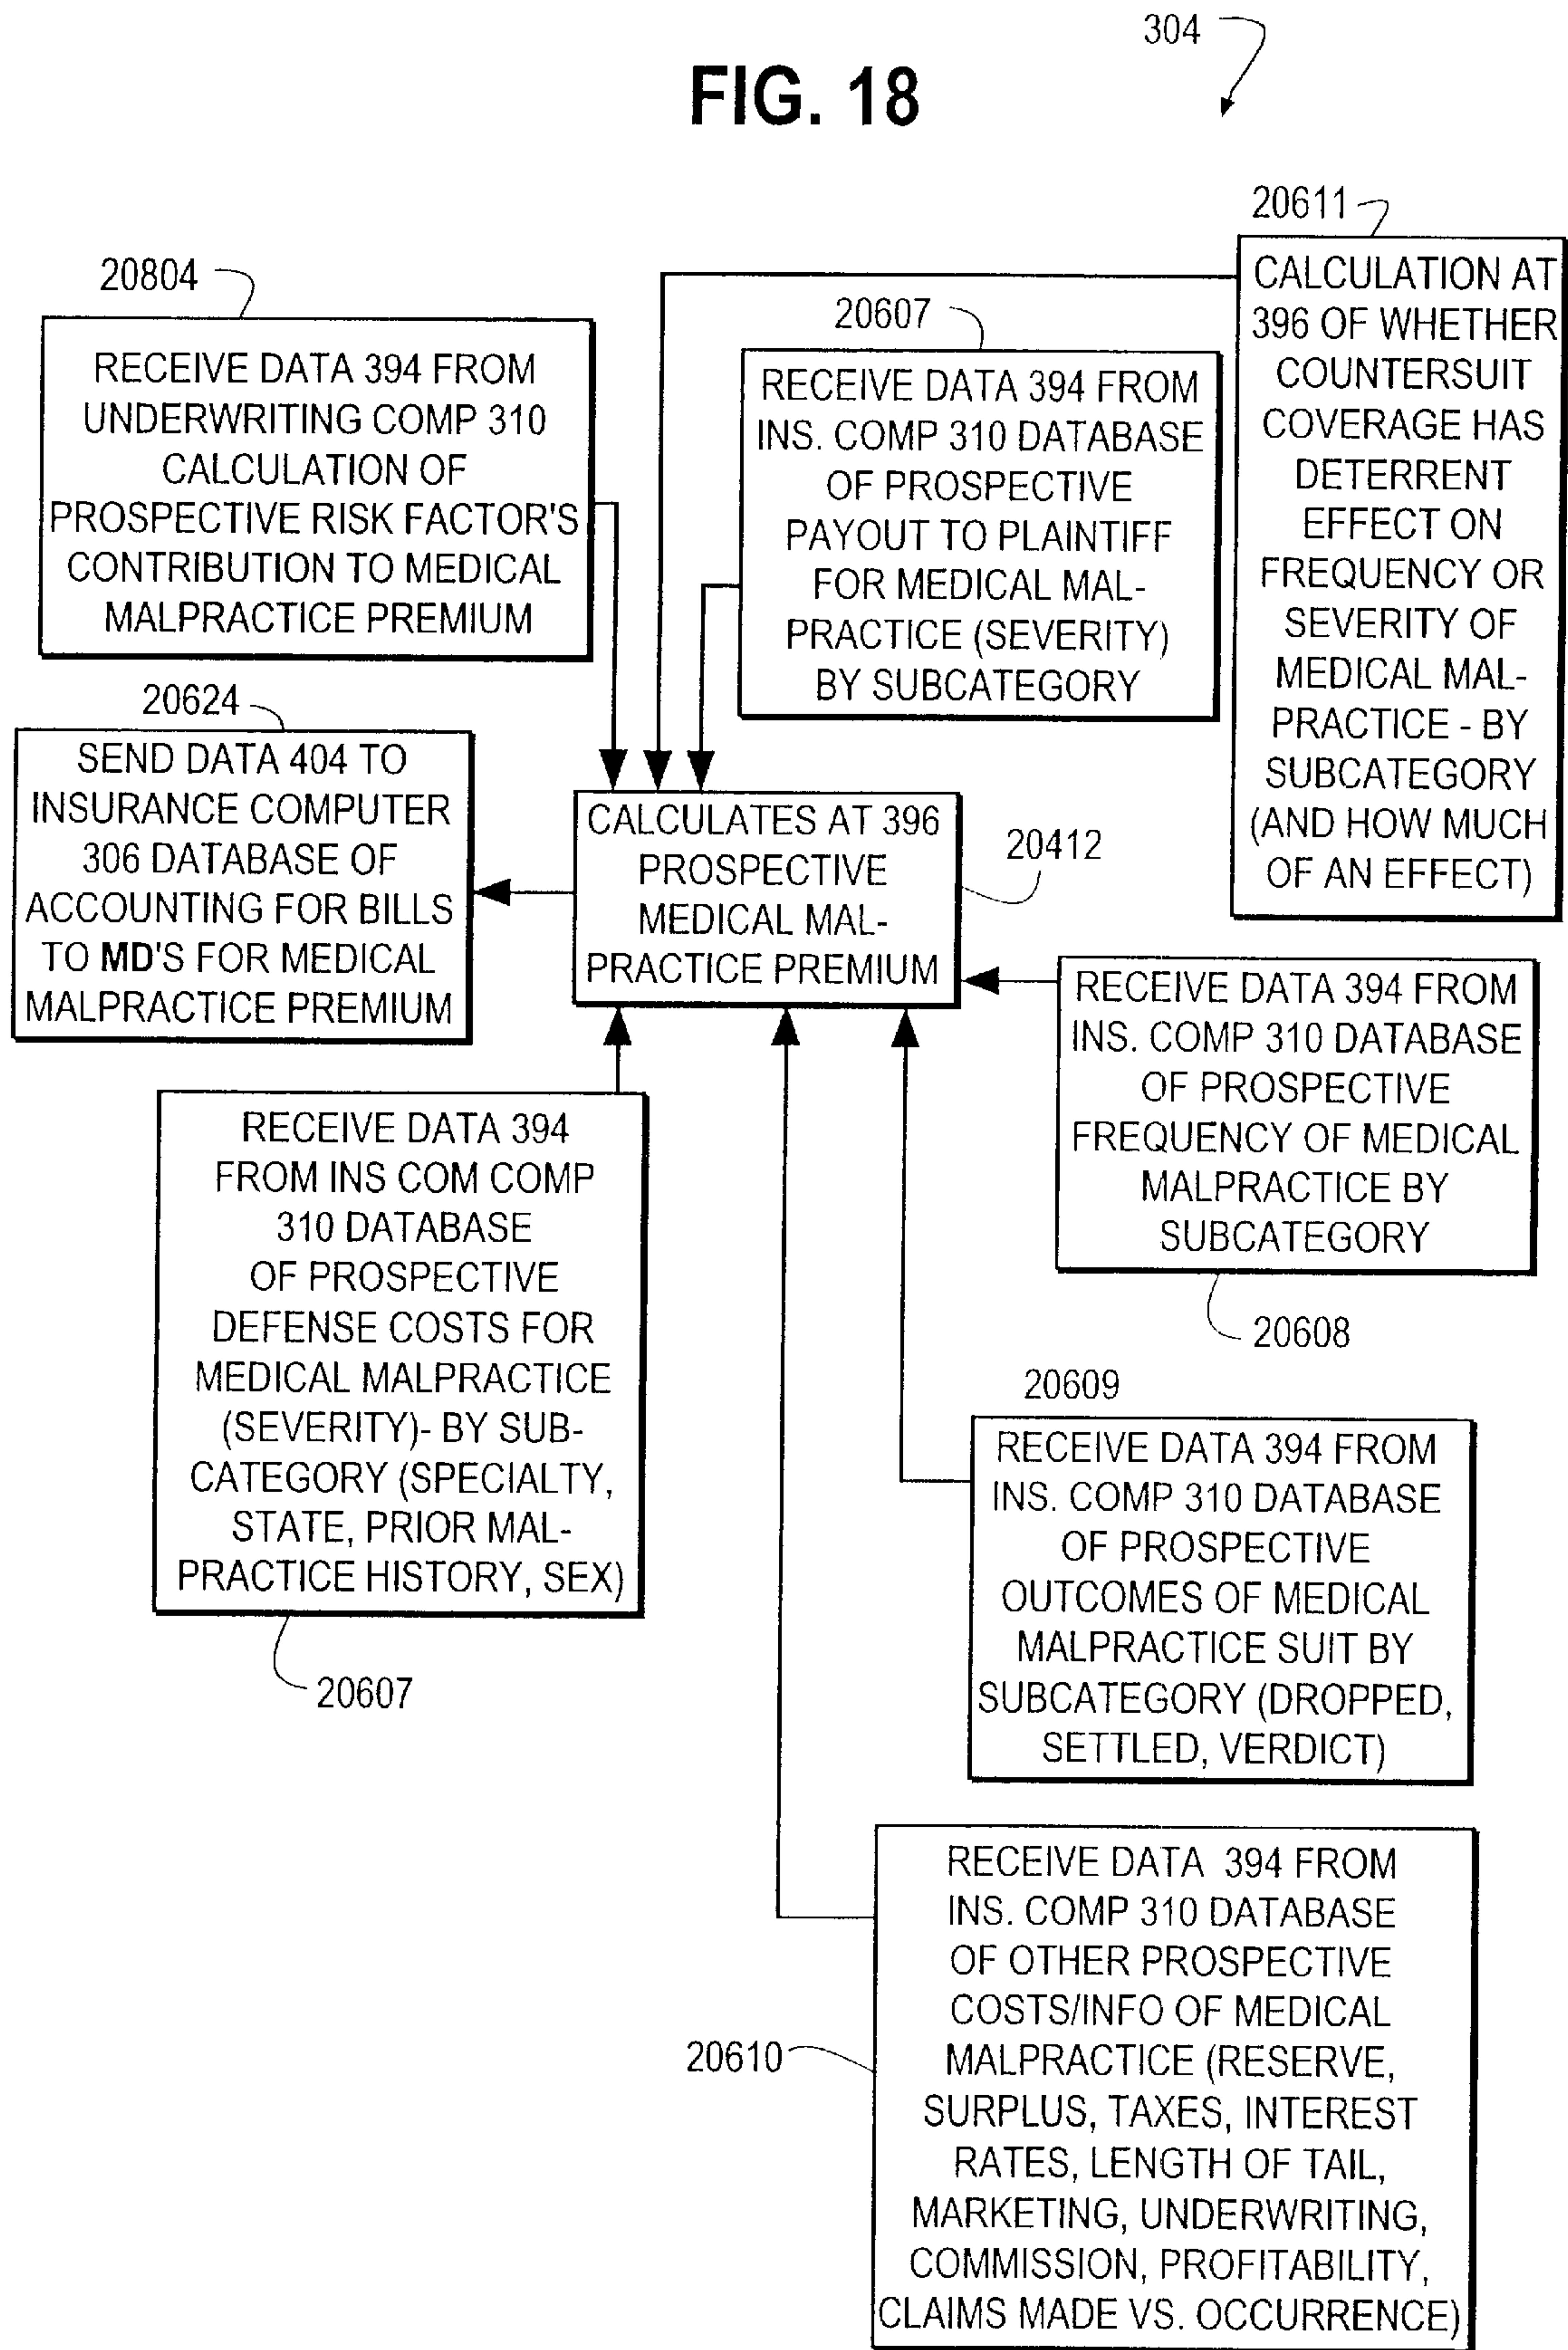 304
FIG. 18
20611
CALCULATION AT
396 OF WHETHER
COUNTERSUIT
COVERAGE HAS
DETERRENT
EFFECT ON
FREQUENCY OR
SEVERITY OF
MEDICAL MAL-
PRACTICE - BY
SUBCATEGORY
(AND HOW MUCH
OF AN EFFECT)
20804
RECEIVE DATA 394 FROM
UNDERWRITING COMP 310
CALCULATION OF
PROSPECTIVE RISK FACTOR'S
CONTRIBUTION TO MEDICAL
MALPRACTICE PREMIUM
20607
RECEIVE DATA 394 FROM
INS. COMP 310 DATABASE
OF PROSPECTIVE
PAYOUT TO PLAINTIFF
FOR MEDICAL MAL-
PRACTICE (SEVERITY)
BY SUBCATEGORY
20624
SEND DATA 404 TO
INSURANCE COMPUTER
306 DATABASE OF
ACCOUNTING FOR BILLS
TO MD'S FOR MEDICAL
MALPRACTICE PREMIUM
CALCULATES AT 396
PROSPECTIVE
MEDICAL MAL-
PRACTICE PREMIUM
20412
RECEIVE DATA 394 FROM
INS. COMP 310 DATABASE
OF PROSPECTIVE
FREQUENCY OF MEDICAL
MALPRACTICE BY
SUBCATEGORY
20608
RECEIVE DATA 394
FROM INS COM COMP
310 DATABASE
OF PROSPECTIVE
DEFENSE COSTS FOR
MEDICAL MALPRACTICE
(SEVERITY)- BY SUB-
CATEGORY (SPECIALTY,
STATE, PRIOR MAL-
PRACTICE HISTORY, SEX)
20607
20609
RECEIVE DATA 394 FROM
INS. COMP 310 DATABASE
OF PROSPECTIVE
OUTCOMES OF MEDICAL
MALPRACTICE SUIT BY
SUBCATEGORY (DROPPED,
SETTLED, VERDICT)
20610
RECEIVE DATA 394 FROM
INS. COMP 310 DATABASE
OF OTHER PROSPECTIVE
COSTS/INFO OF MEDICAL
MALPRACTICE (RESERVE,
SURPLUS, TAXES, INTEREST
RATES, LENGTH OF TAIL,
MARKETING, UNDERWRITING,
COMMISSION, PROFITABILITY,
CLAIMS MADE VS. OCCURRENCE)